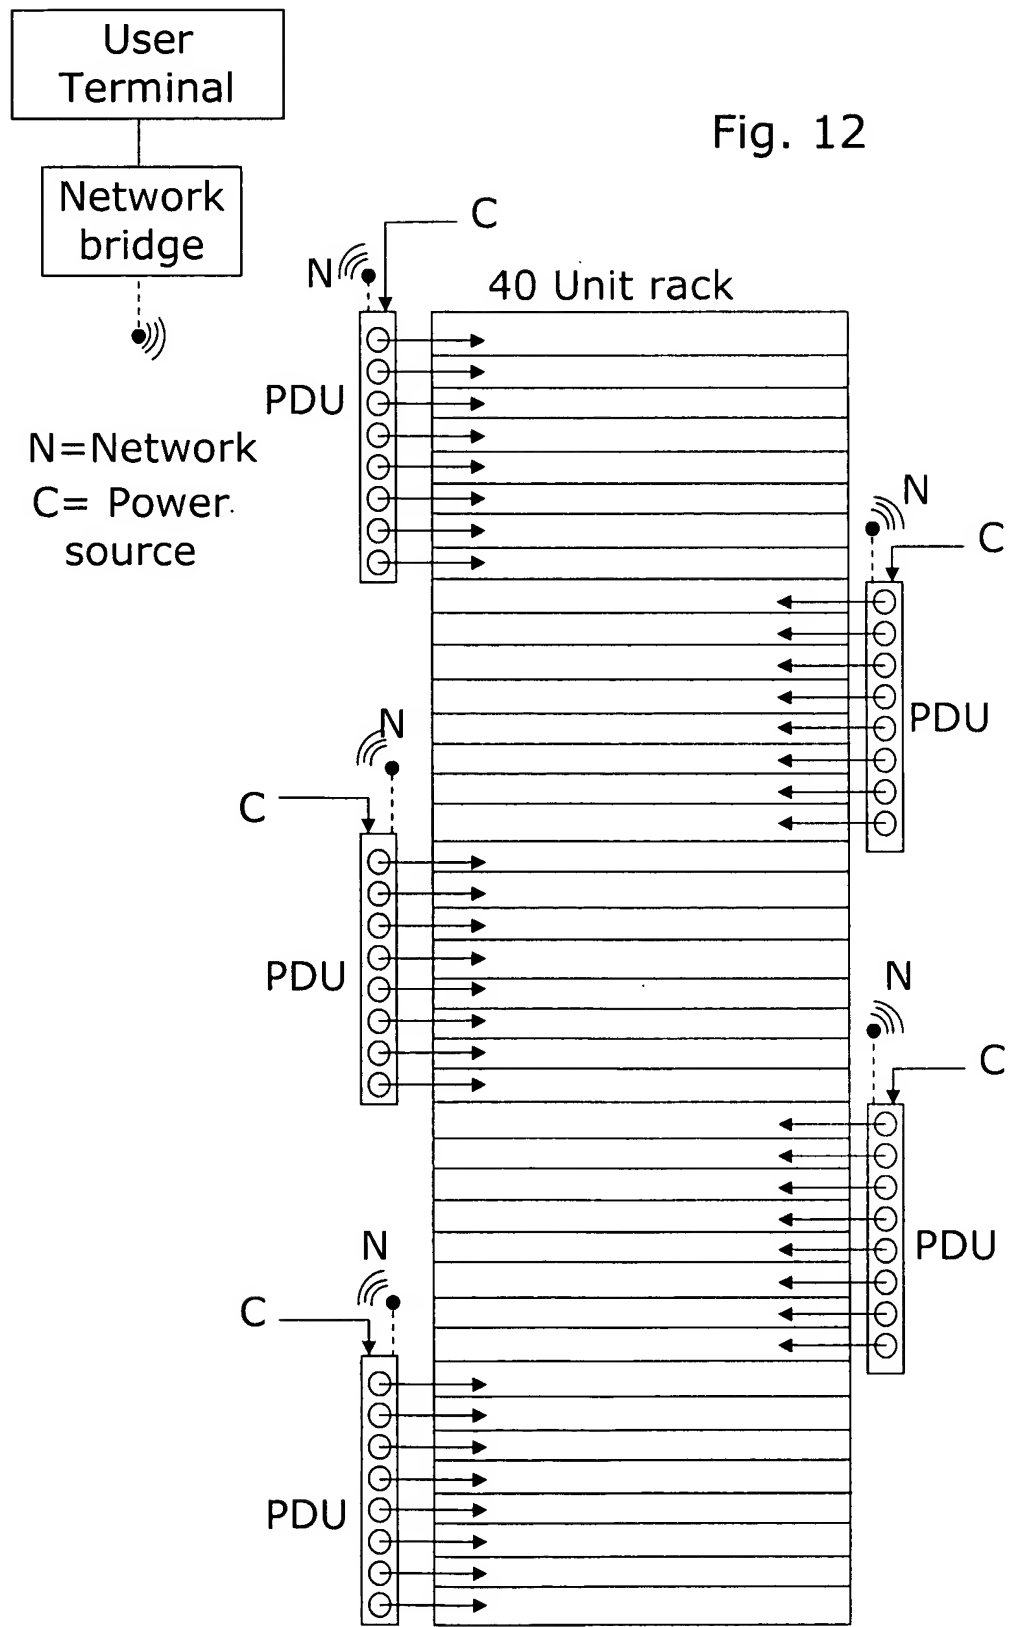 User
Terminal
Fig. 12
Network
bridge
C
N
40 Unit rack
PDU
N=Network
C= Power
source
N
C
PDU
N
C
PDU
N
C
PDU
N
C
PDU